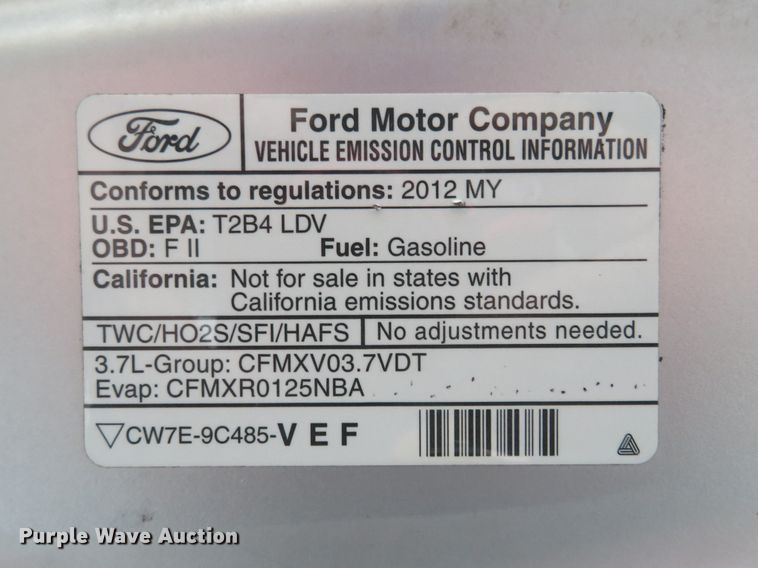 Ford
Ford Motor Company
VEHICLE EMISSION CONTROL INFORMATION
Conforms to regulations: 2012 MY
U.S. EPA: T2B4 LDV
OBD: F II Fuel: Gasoline
California: Not for sale in states with
California emissions standards.
TWC/HO2S/SFI/HAFS No adjustments needed.
3.7L-Group: CFMXV03.7VDT
Evap: CFMXR0125NBA
▽CW7E-9C485-VEF
Purple Wave Auction